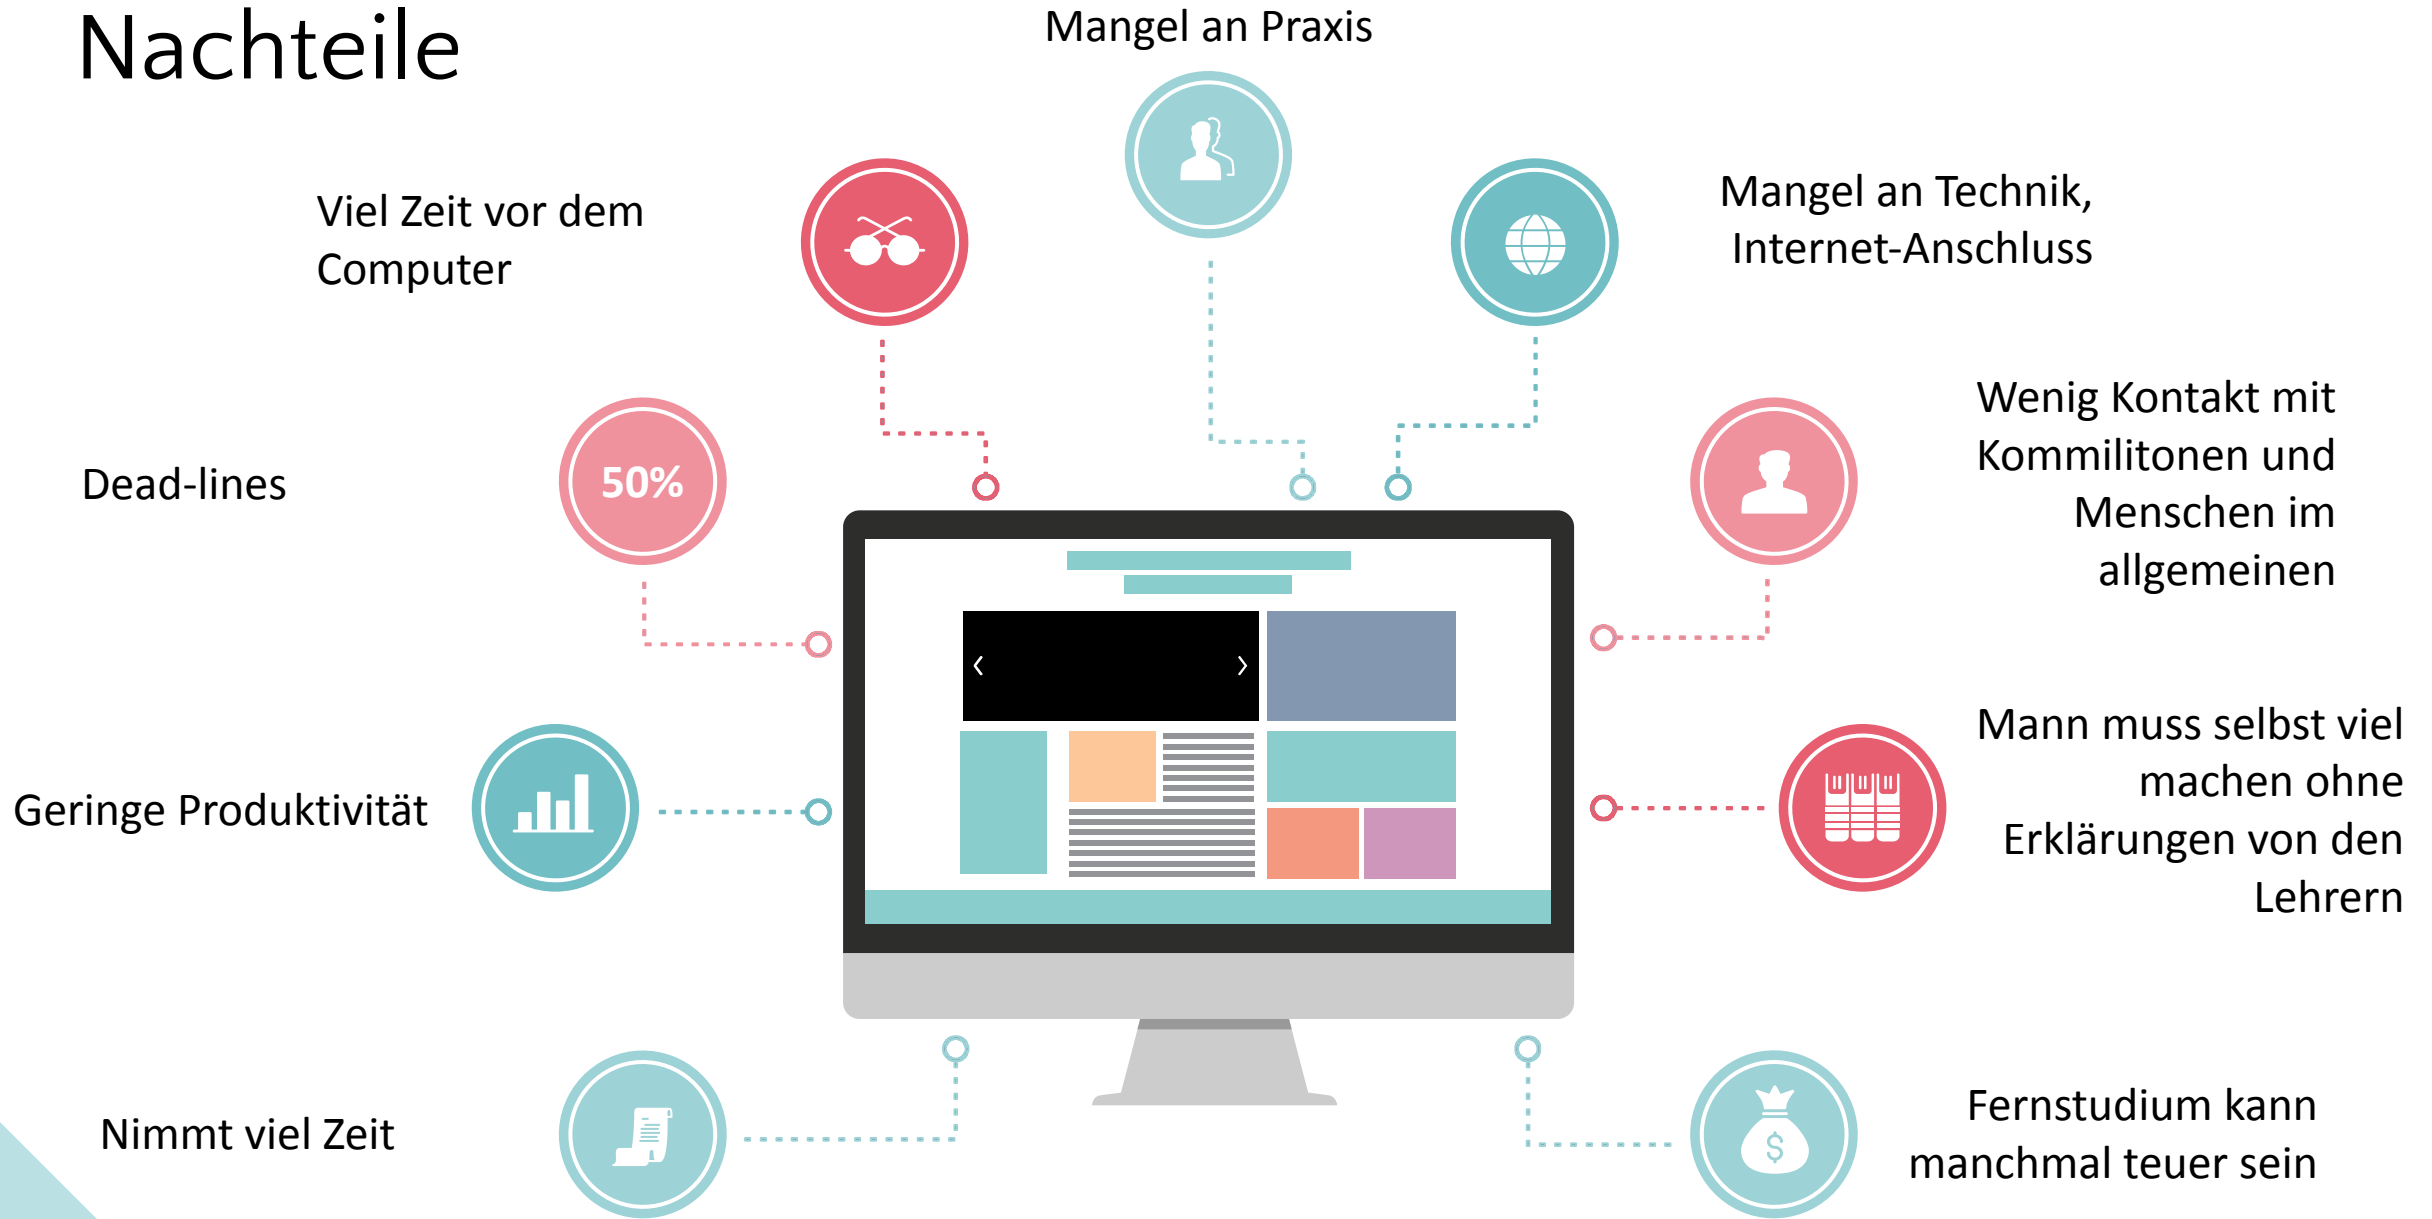 Nachteile
Mangel an Praxis
Viel Zeit vor dem
Computer
Mangel an Technik,
Internet-Anschluss
Dead-lines
50%
Wenig Kontakt mit
Kommilitonen und
Menschen im
allgemeinen
Geringe Produktivität
Mann muss selbst viel
machen ohne
Erklärungen von den
Lehrern
Nimmt viel Zeit
$
Fernstudium kann
manchmal teuer sein